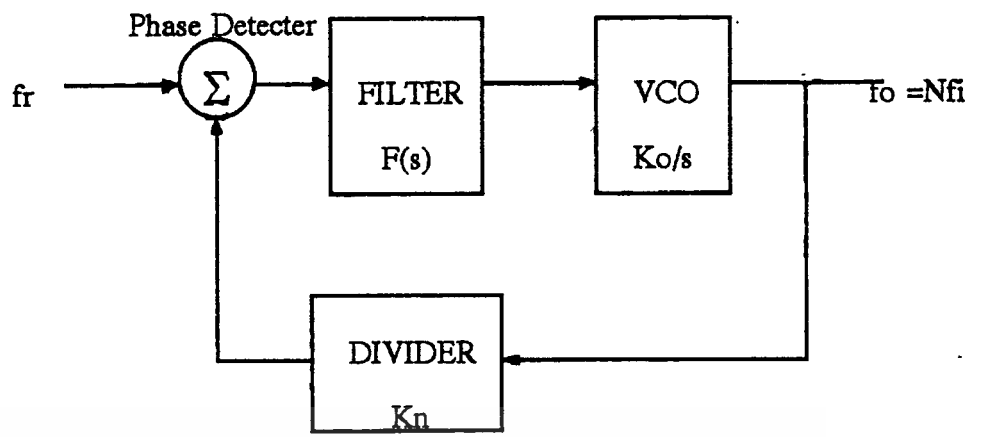 Phase Detecter
fr
Σ
FILTER
F(s)
VCO
Ko/s
fo =Nfi
DIVIDER
Kn